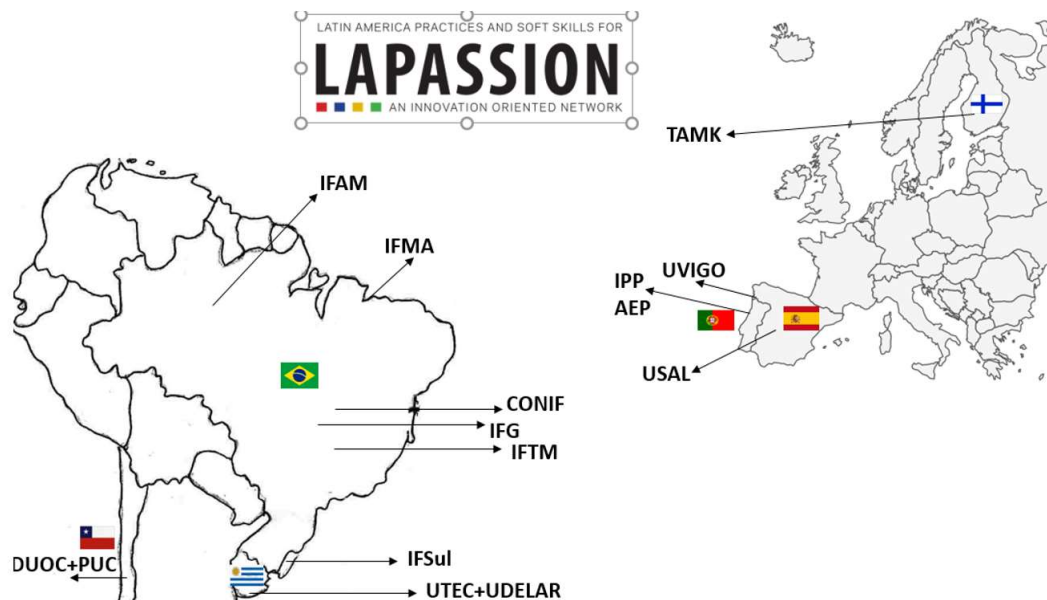 LATIN AMERICA PRACTICES AND SOFT SKILLS FOR
LAPASSION
AN INNOVATION ORIENTED NETWORK
TAMK
IFAM
IFMA
UVIGO
IPP
AEP
USAL
CONIF
IFG
IFTM
DUOC+PUC
IFSul
UTEC+UDELAR